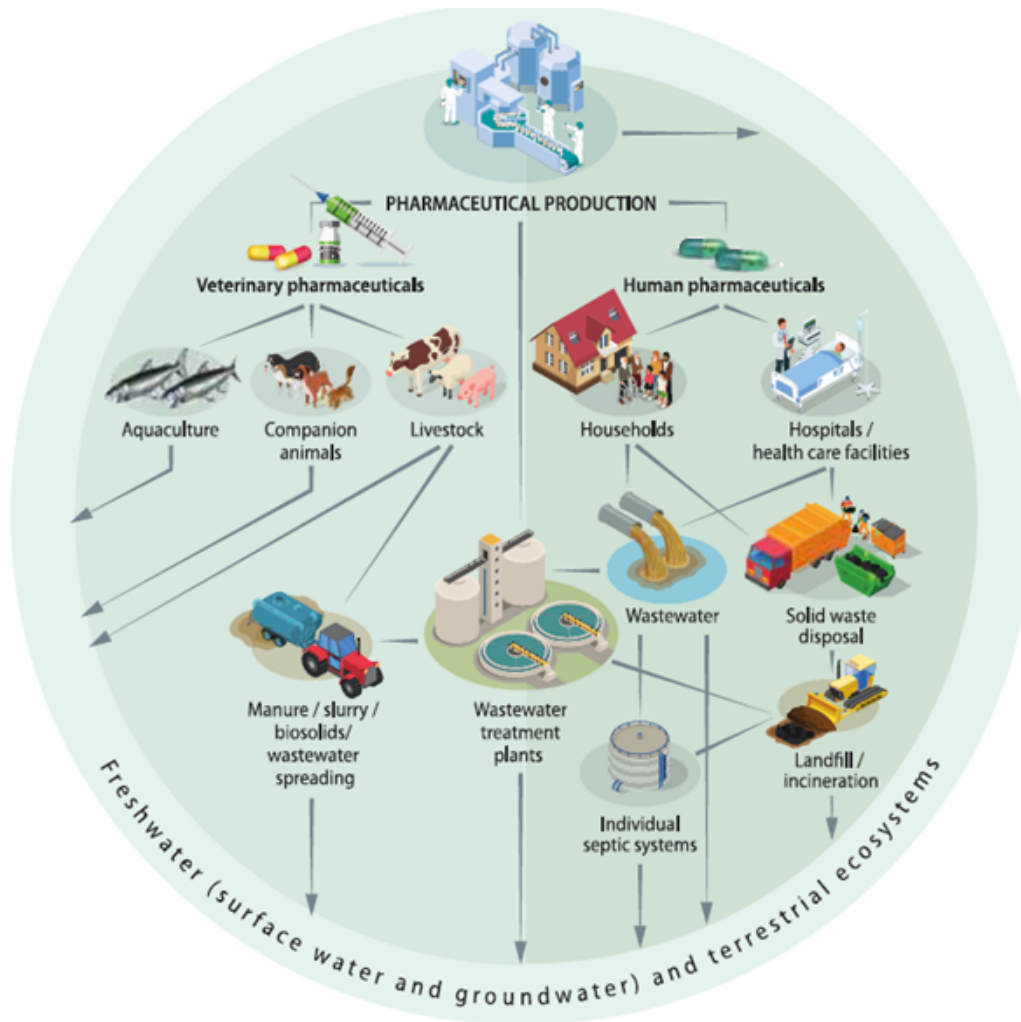 PHARMACEUTICAL PRODUCTION
Veterinary pharmaceuticals
Human pharmaceuticals
Aquaculture
Companion
animals
Livestock
Households
Hospitals /
health care facilities
Wastewater
Solid waste
disposal
Manure / slurry /
biosolids/
wastewater
spreading
Wastewater
treatment
plants
Landfill /
incineration
Individual
septic systems
Freshwater (surface water and groundwater) and terrestrial ecosystems